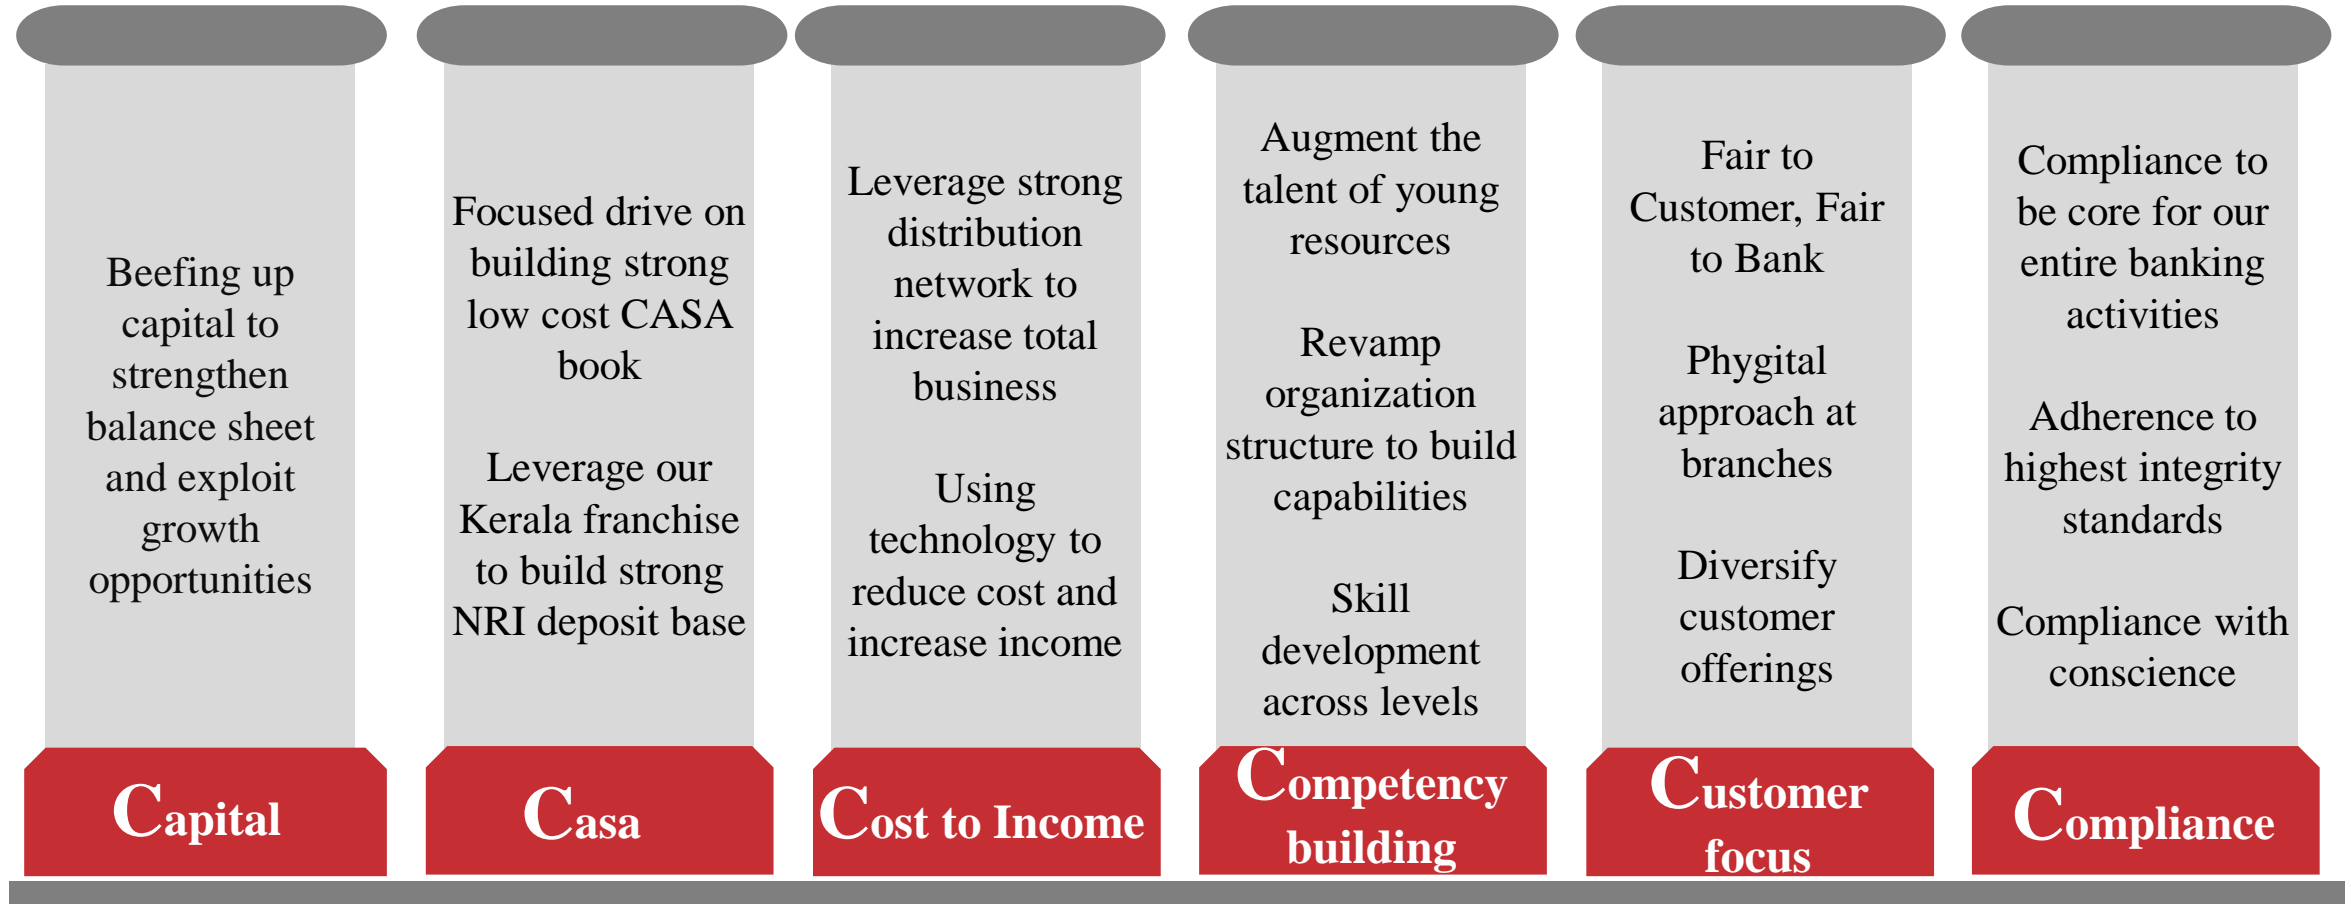 Beefing up
capital to
strengthen
balance sheet
and exploit
growth
opportunities
Capital
Focused drive on
building strong
low cost CASA
book
Leverage our
Kerala franchise
to build strong
NRI deposit base
Casa
Leverage strong
distribution
network to
increase total
business
Using
technology to
reduce cost and
increase income
Cost to Income
Augment the
talent of young
resources
Revamp
organization
structure to build
capabilities
Skill
development
across levels
Competency
building
Fair to
Customer, Fair
to Bank
Phygital
approach at
branches
Diversify
customer
offerings
Customer
focus
Compliance to
be core for our
entire banking
activities
Adherence to
highest integrity
standards
Compliance with
conscience
Compliance